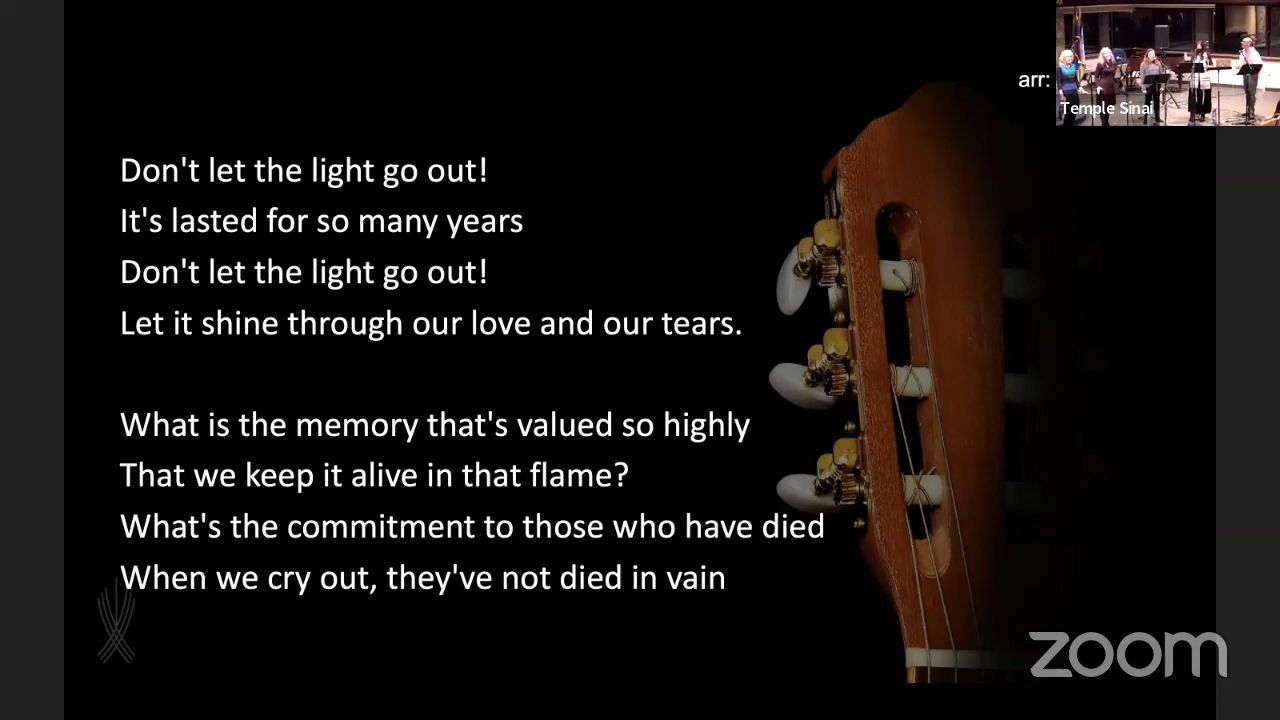 arr:
Temple Sinai
Don't let the light go out!
It's lasted for so many years
Don't let the light go out!
Let it shine through our love and our tears.
What is the memory that's valued so highly
That we keep it alive in that flame?
What's the commitment to those who have died
When we cry out, they've not died in vain
zoom